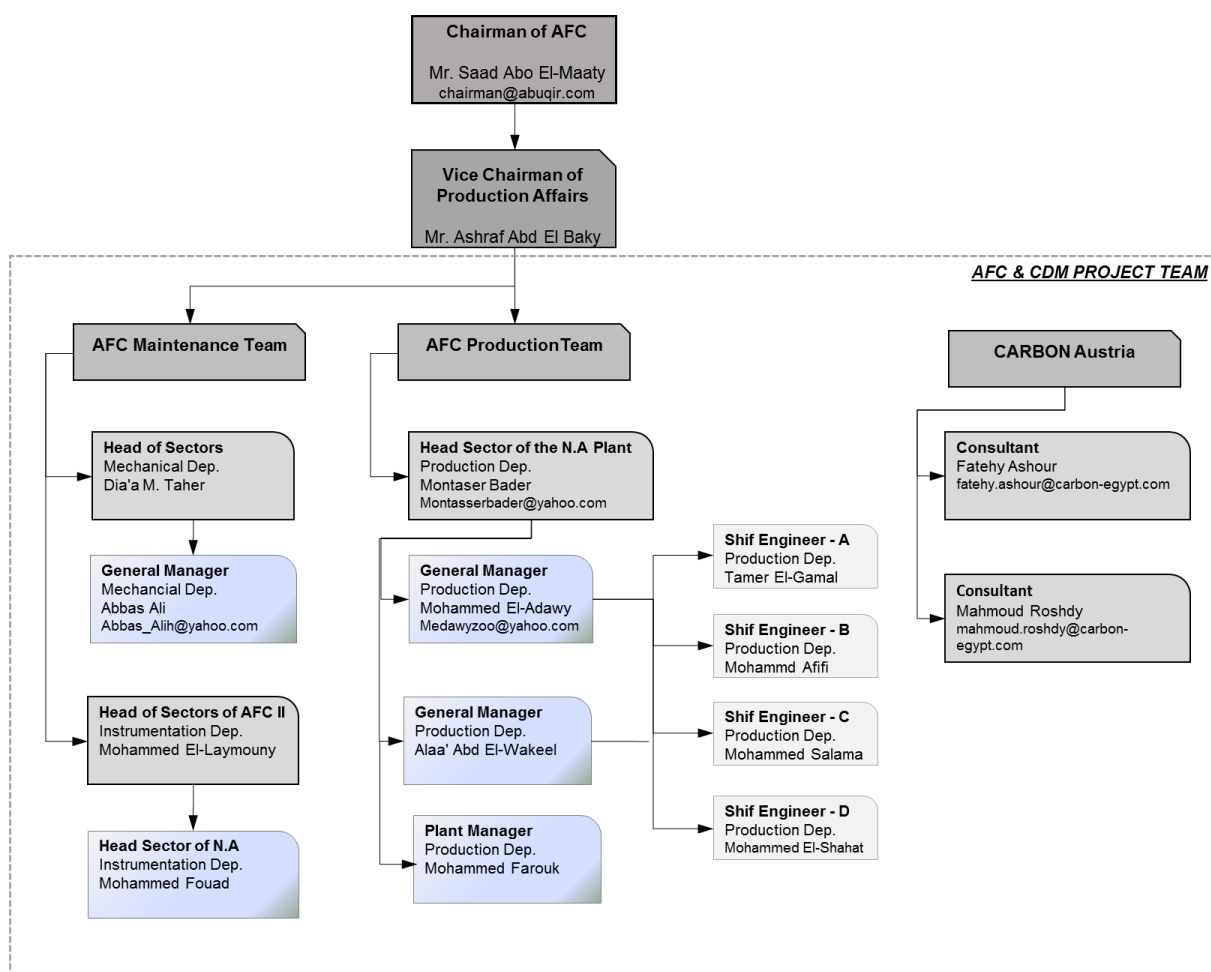 Chairman of AFC
Mr. Saad Abo El-Maaty
chairman@abuqir.com
Vice Chairman of
Production Affairs
Mr. Ashraf Abd El Baky
AFC & CDM PROJECT TEAM
AFC Maintenance Team
Head of Sectors
Mechanical Dep.
Dia'a M. Taher
General Manager
Mechancial Dep.
Abbas Ali
Abbas_Alih@yahoo.com
Head of Sectors of AFC II
Instrumentation Dep.
Mohammed El-Laymouny
Head Sector of N.A
Instrumentation Dep.
Mohammed Fouad
AFC ProductionTeam
Head Sector of the N.A Plant
Production Dep.
Montaser Bader
Montasserbader@yahoo.com
General Manager
Production Dep.
Mohammed El-Adawy
Medawyzoo@yahoo.com
General Manager
Production Dep.
Alaa' Abd El-Wakeel
Plant Manager
Production Dep.
Mohammed Farouk
Shif Engineer - A
Production Dep.
Tamer El-Gamal
Shif Engineer - B
Production Dep.
Mohammd Afifi
Shif Engineer - C
Production Dep.
Mohammed Salama
Shif Engineer - D
Production Dep.
Mohammed El-Shahat
CARBON Austria
Consultant
Fatehy Ashour
fatehy.ashour@carbon-egypt.com
Consultant
Mahmoud Roshdy
mahmoud.roshdy@carbon-
egypt.com